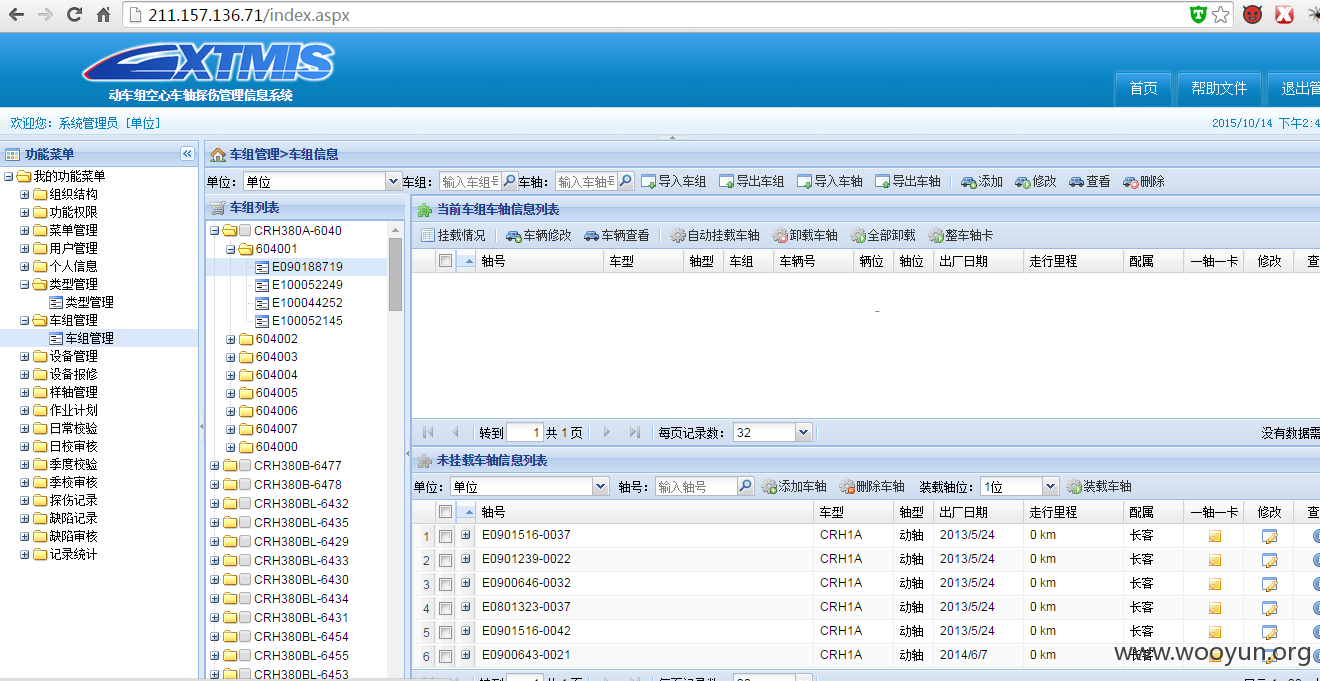 211.157.136.71/index.aspx
EXTMIS
动车组空心车轴探伤管理信息系统
首页 帮助文件 退出管
欢迎您: 系统管理员 [单位] 2015/10/14 下午2:4
功能菜单
我的功能菜单
组织结构
功能权限
菜单管理
用户管理
个人信息
类型管理
类型管理
车组管理
车组管理
设备管理
设备报修
样轴管理
作业计划
日常校验
日校审核
季度校验
季校审核
探伤记录
缺陷记录
缺陷审核
记录统计
车组管理>车组信息
单位: 单位 车组: 输入车组号 车轴: 输入车轴号 导入车组 导出车组 导入车轴 导出车轴 添加 修改 查看 删除
车组列表
CRH380A-6040
604001
E090188719
E100052249
E100044252
E100052145
604002
604003
604004
604005
604006
604007
604000
CRH380B-6477
CRH380B-6478
CRH380BL-6432
CRH380BL-6435
CRH380BL-6429
CRH380BL-6433
CRH380BL-6430
CRH380BL-6434
CRH380BL-6431
CRH380BL-6454
CRH380BL-6455
CRH380BL-6453
当前车组车轴信息列表
挂载情况 车辆修改 车辆查看 自动挂载车轴 卸载车轴 全部卸载 整车轴卡
轴号 车型 轴型 车组 车辆号 辆位 轴位 出厂日期 走行里程 配属 一轴一卡 修改 查
-
转到 1 共 1 页 每页记录数: 32 没有数据需
未挂载车轴信息列表
单位: 单位 轴号: 输入轴号 添加车轴 删除车轴 装载轴位: 1位 装载车轴
轴号 车型 轴型 出厂日期 走行里程 配属 一轴一卡 修改 查
1 E0901516-0037 CRH1A 动轴 2013/5/24 0 km 长客
2 E0901239-0022 CRH1A 动轴 2013/5/24 0 km 长客
3 E0900646-0032 CRH1A 动轴 2013/5/24 0 km 长客
4 E0801323-0037 CRH1A 动轴 2013/5/24 0 km 长客
5 E0901516-0042 CRH1A 动轴 2013/5/24 0 km 长客
6 E0900643-0021 CRH1A 动轴 2014/6/7 0 km 长客
www.wooyun.org